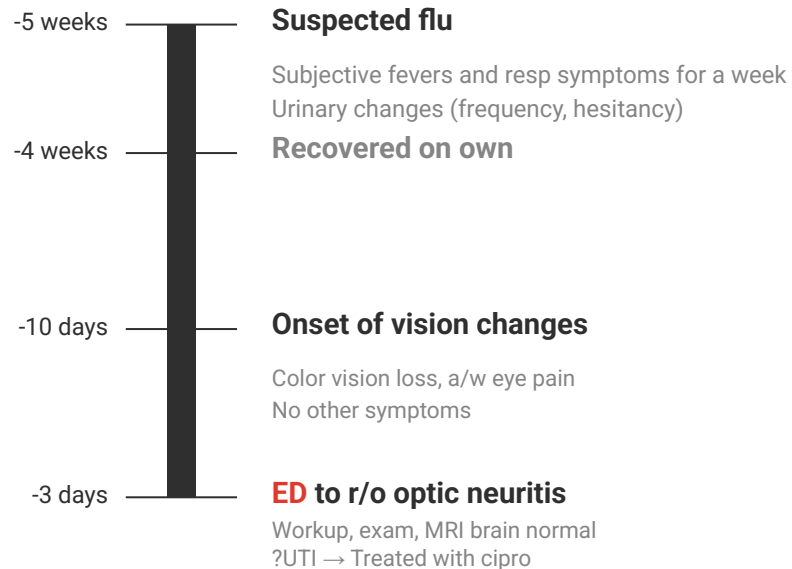 -5 weeks Suspected flu
Subjective fevers and resp symptoms for a week
Urinary changes (frequency, hesitancy)
-4 weeks Recovered on own
-10 days Onset of vision changes
Color vision loss, a/w eye pain
No other symptoms
-3 days ED to r/o optic neuritis
Workup, exam, MRI brain normal
?UTI → Treated with cipro